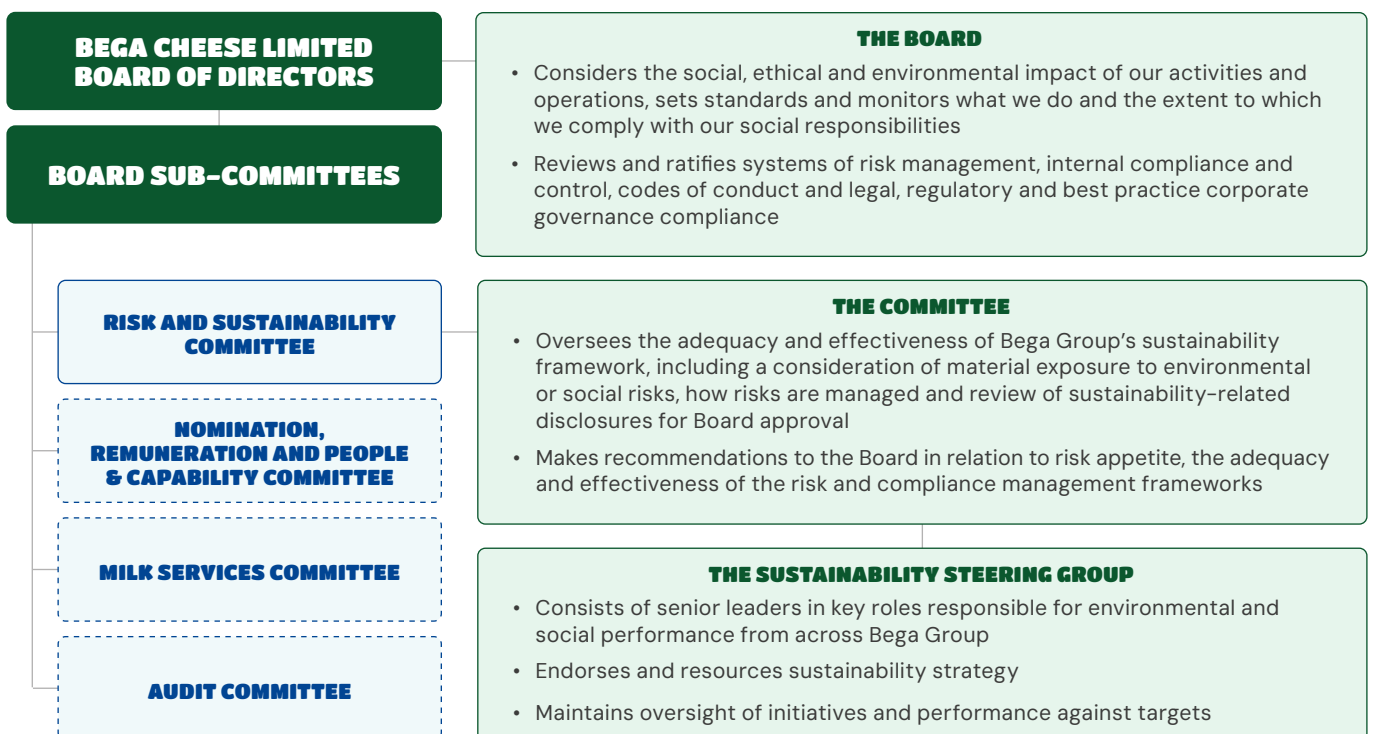 BEGA CHEESE LIMITED
BOARD OF DIRECTORS
BOARD SUB-COMMITTEES
THE BOARD
• Considers the social, ethical and environmental impact of our activities and
operations, sets standards and monitors what we do and the extent to which
we comply with our social responsibilities
• Reviews and ratifies systems of risk management, internal compliance and
control, codes of conduct and legal, regulatory and best practice corporate
governance compliance
RISK AND SUSTAINABILITY
COMMITTEE
NOMINATION,
REMUNERATION AND PEOPLE
& CAPABILITY COMMITTEE
MILK SERVICES COMMITTEE
AUDIT COMMITTEE
THE COMMITTEE
• Oversees the adequacy and effectiveness of Bega Group's sustainability
framework, including a consideration of material exposure to environmental
or social risks, how risks are managed and review of sustainability-related
disclosures for Board approval
• Makes recommendations to the Board in relation to risk appetite, the adequacy
and effectiveness of the risk and compliance management frameworks
THE SUSTAINABILITY STEERING GROUP
• Consists of senior leaders in key roles responsible for environmental and
social performance from across Bega Group
• Endorses and resources sustainability strategy
• Maintains oversight of initiatives and performance against targets